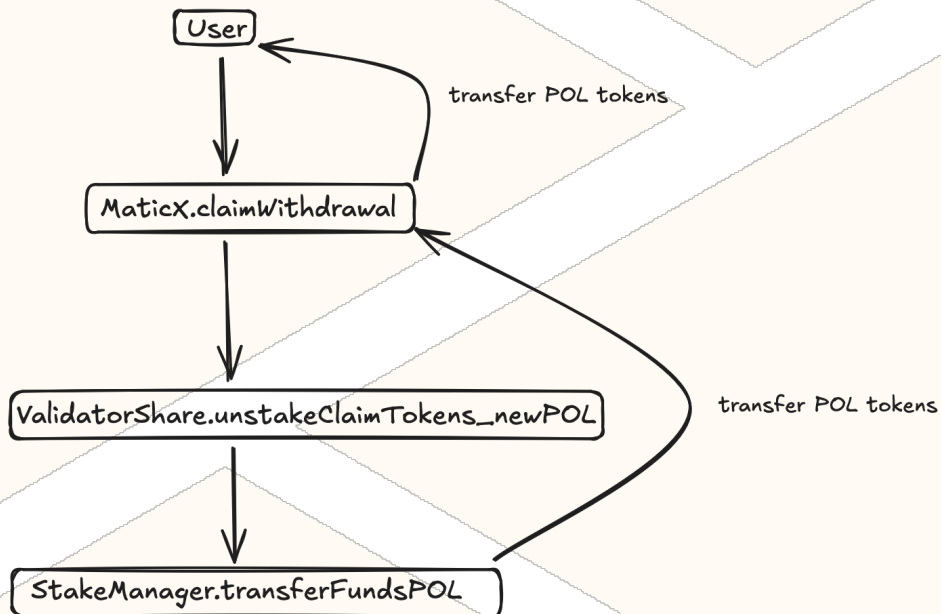 User
transfer POL tokens
MaticX.claimWithdrawal
ValidatorShare.unstakeClaimTokens_newPOL
transfer POL tokens
StakeManager.transferFundsPOL